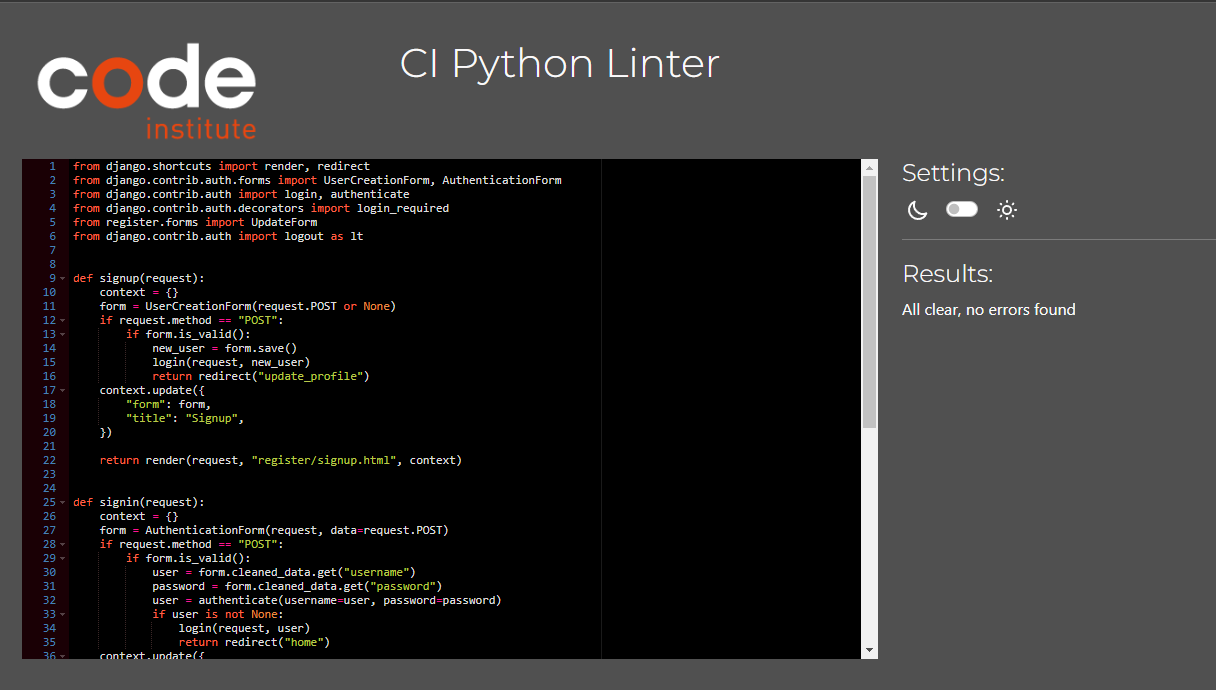 code
institute
CI Python Linter
1 from django.shortcuts import render, redirect
2 from django.contrib.auth.forms import UserCreationForm, AuthenticationForm
3 from django.contrib.auth import login, authenticate
4 from django.contrib.auth.decorators import login_required
5 from register.forms import UpdateForm
6 from django.contrib.auth import logout as lt
7
8
9 def signup(request):
10     context = {}
11     form = UserCreationForm(request.POST or None)
12     if request.method == "POST":
13         if form.is_valid():
14             new_user = form.save()
15             login(request, new_user)
16             return redirect("update_profile")
17     context.update({
18         "form": form,
19         "title": "Signup",
20     })
21
22     return render(request, "register/signup.html", context)
23
24
25 def signin(request):
26     context = {}
27     form = AuthenticationForm(request, data=request.POST)
28     if request.method == "POST":
29         if form.is_valid():
30             user = form.cleaned_data.get("username")
31             password = form.cleaned_data.get("password")
32             user = authenticate(username=user, password=password)
33             if user is not None:
34                 login(request, user)
35                 return redirect("home")
36     context.update({
Settings:
Results:
All clear, no errors found